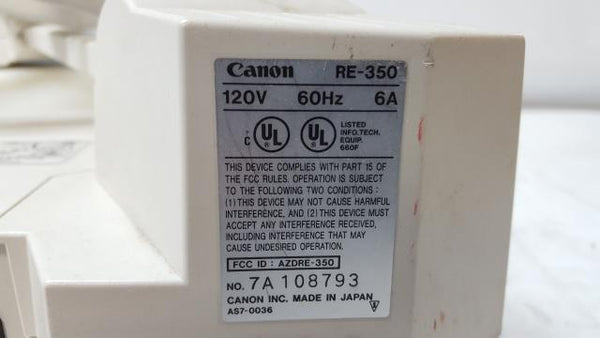 Canon RE-350
120V 60Hz 6A
C UL ® UL ® LISTED
INFO.TECH.
EQUIP.
660F
THIS DEVICE COMPLIES WITH PART 15 OF
THE FCC RULES. OPERATION IS SUBJECT
TO THE FOLLOWING TWO CONDITIONS :
(1) THIS DEVICE MAY NOT CAUSE HARMFUL
INTERFERENCE, AND (2) THIS DEVICE MUST
ACCEPT ANY INTERFERENCE RECEIVED,
INCLUDING INTERFERENCE THAT MAY
CAUSE UNDESIRED OPERATION.
FCC ID : AZDRE-350
NO. 7A108793
CANON INC. MADE IN JAPAN
AS7-0036